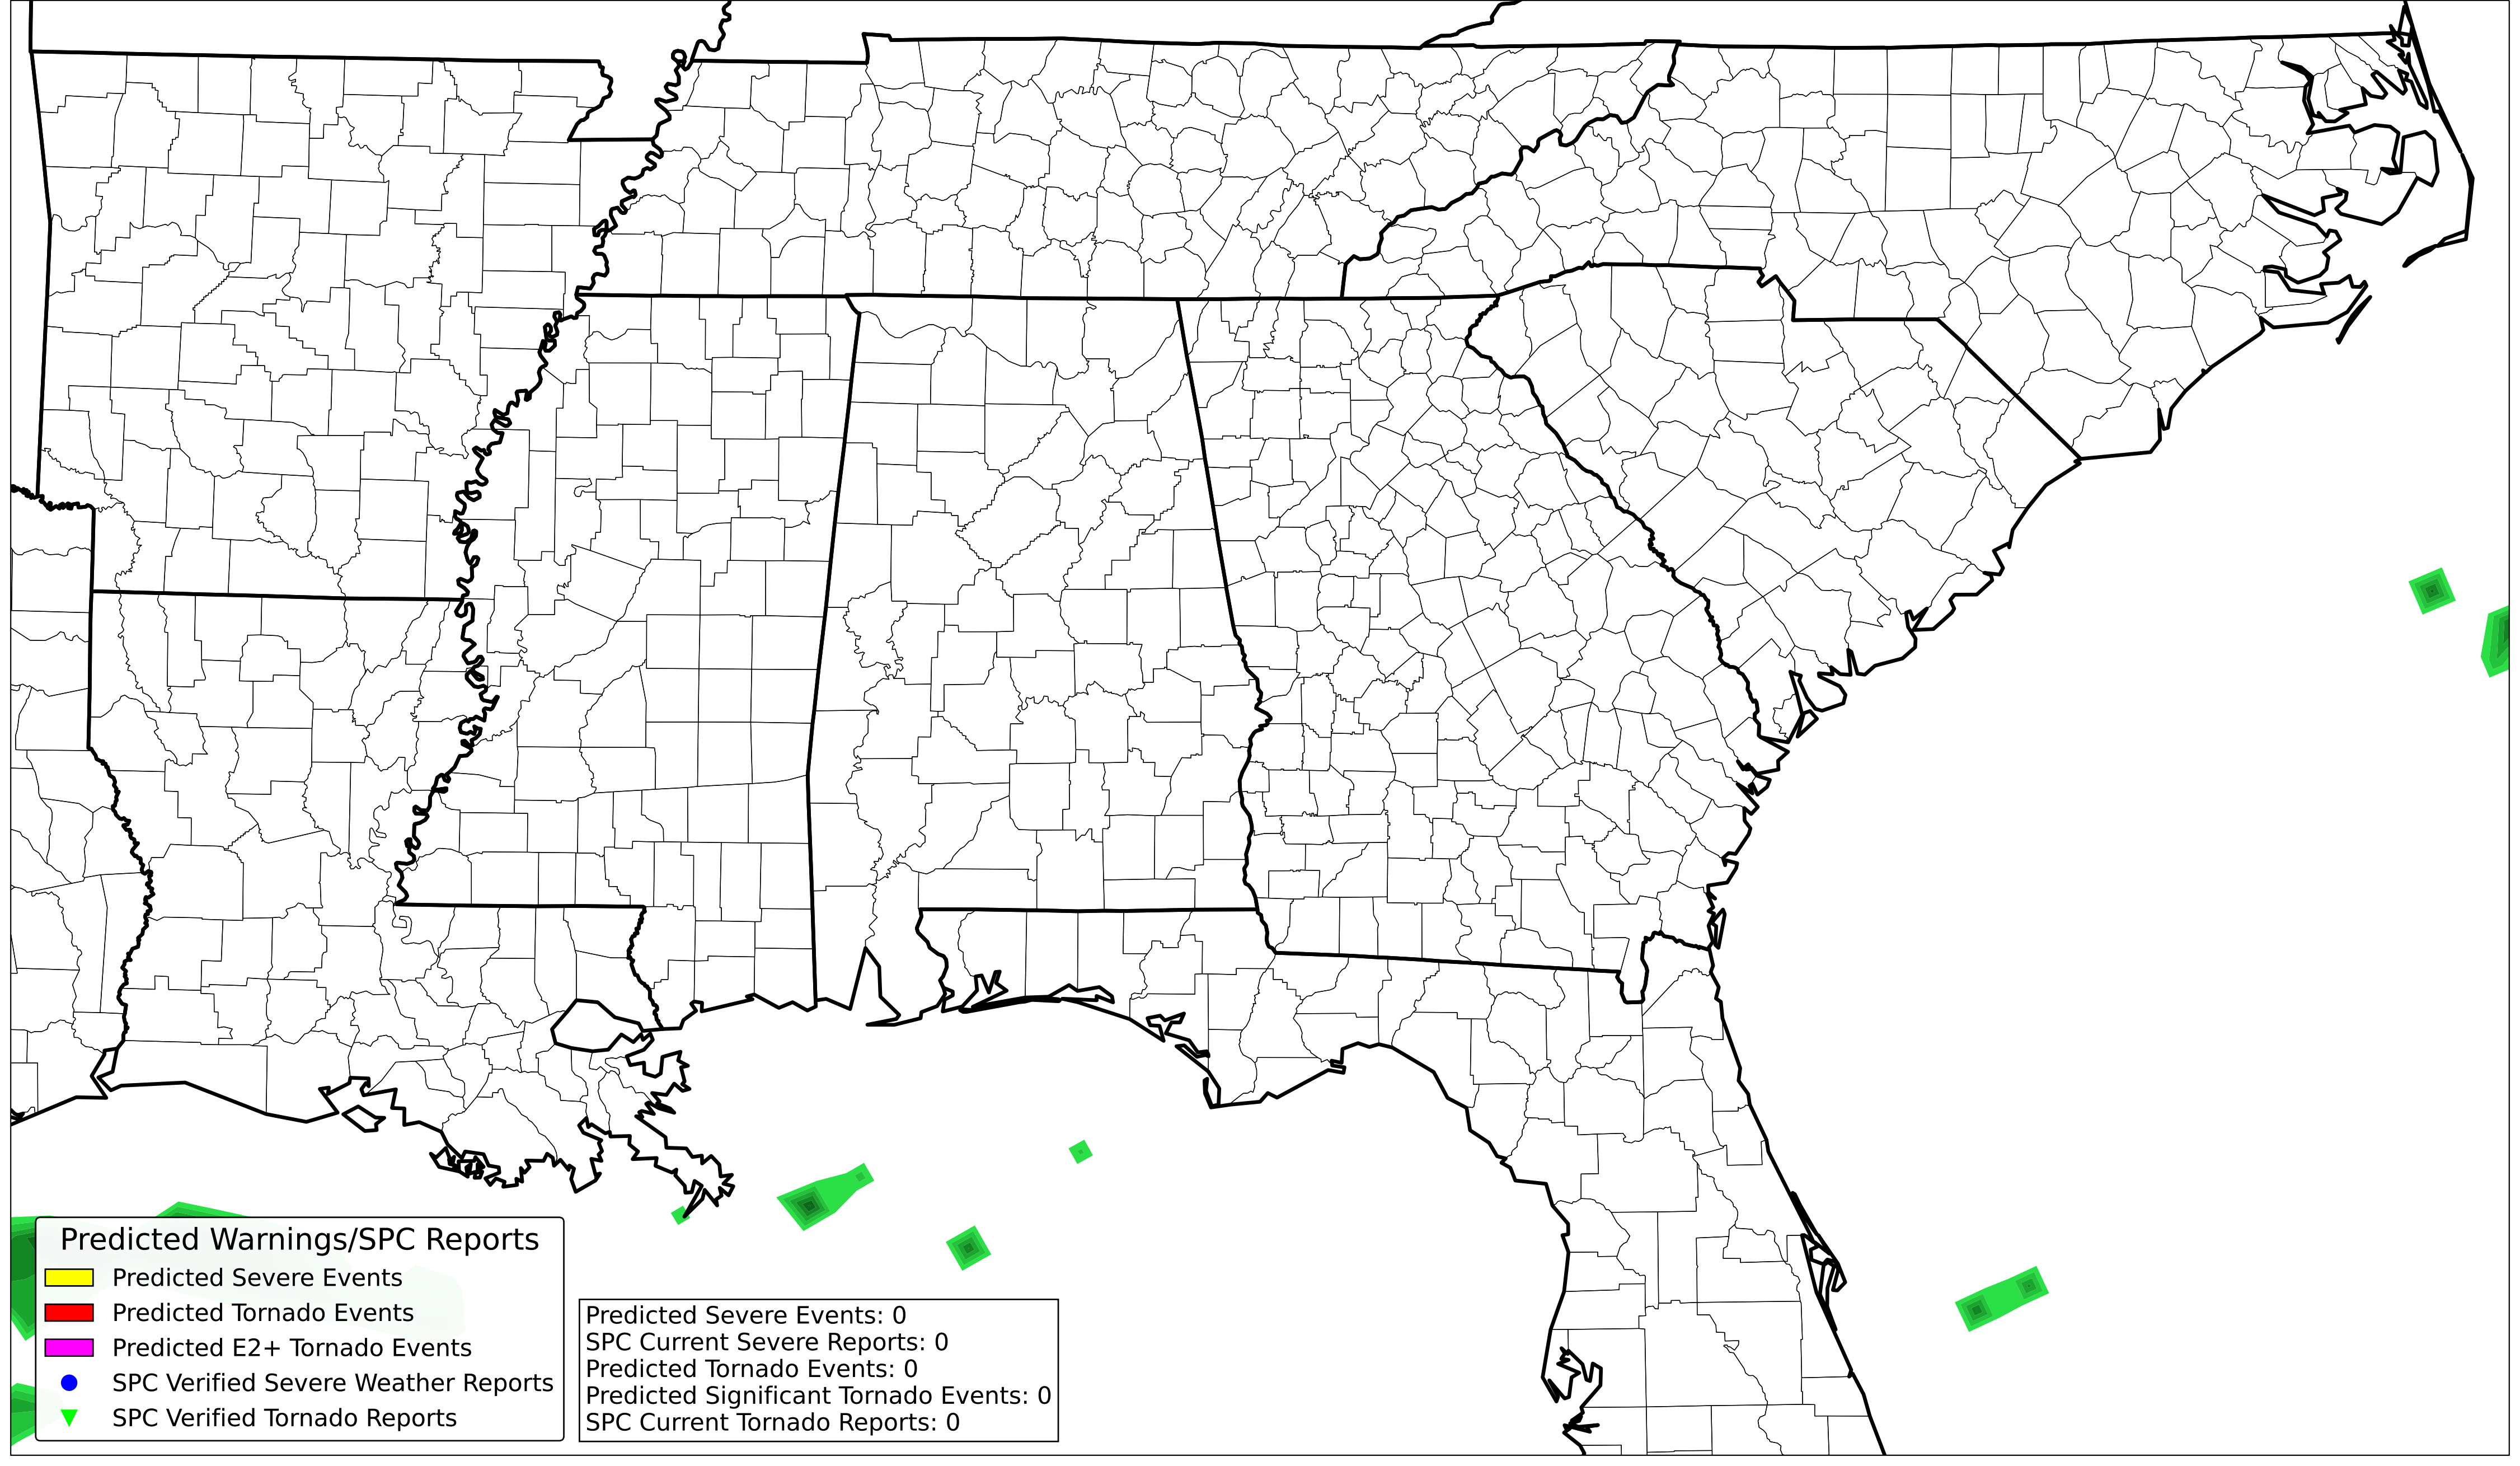 Predicted Warnings/SPC Reports
Predicted Severe Events
Predicted Tornado Events
Predicted E2+ Tornado Events
SPC Verified Severe Weather Reports
SPC Verified Tornado Reports
Predicted Severe Events: 0
SPC Current Severe Reports: 0
Predicted Tornado Events: 0
Predicted Significant Tornado Events: 0
SPC Current Tornado Reports: 0